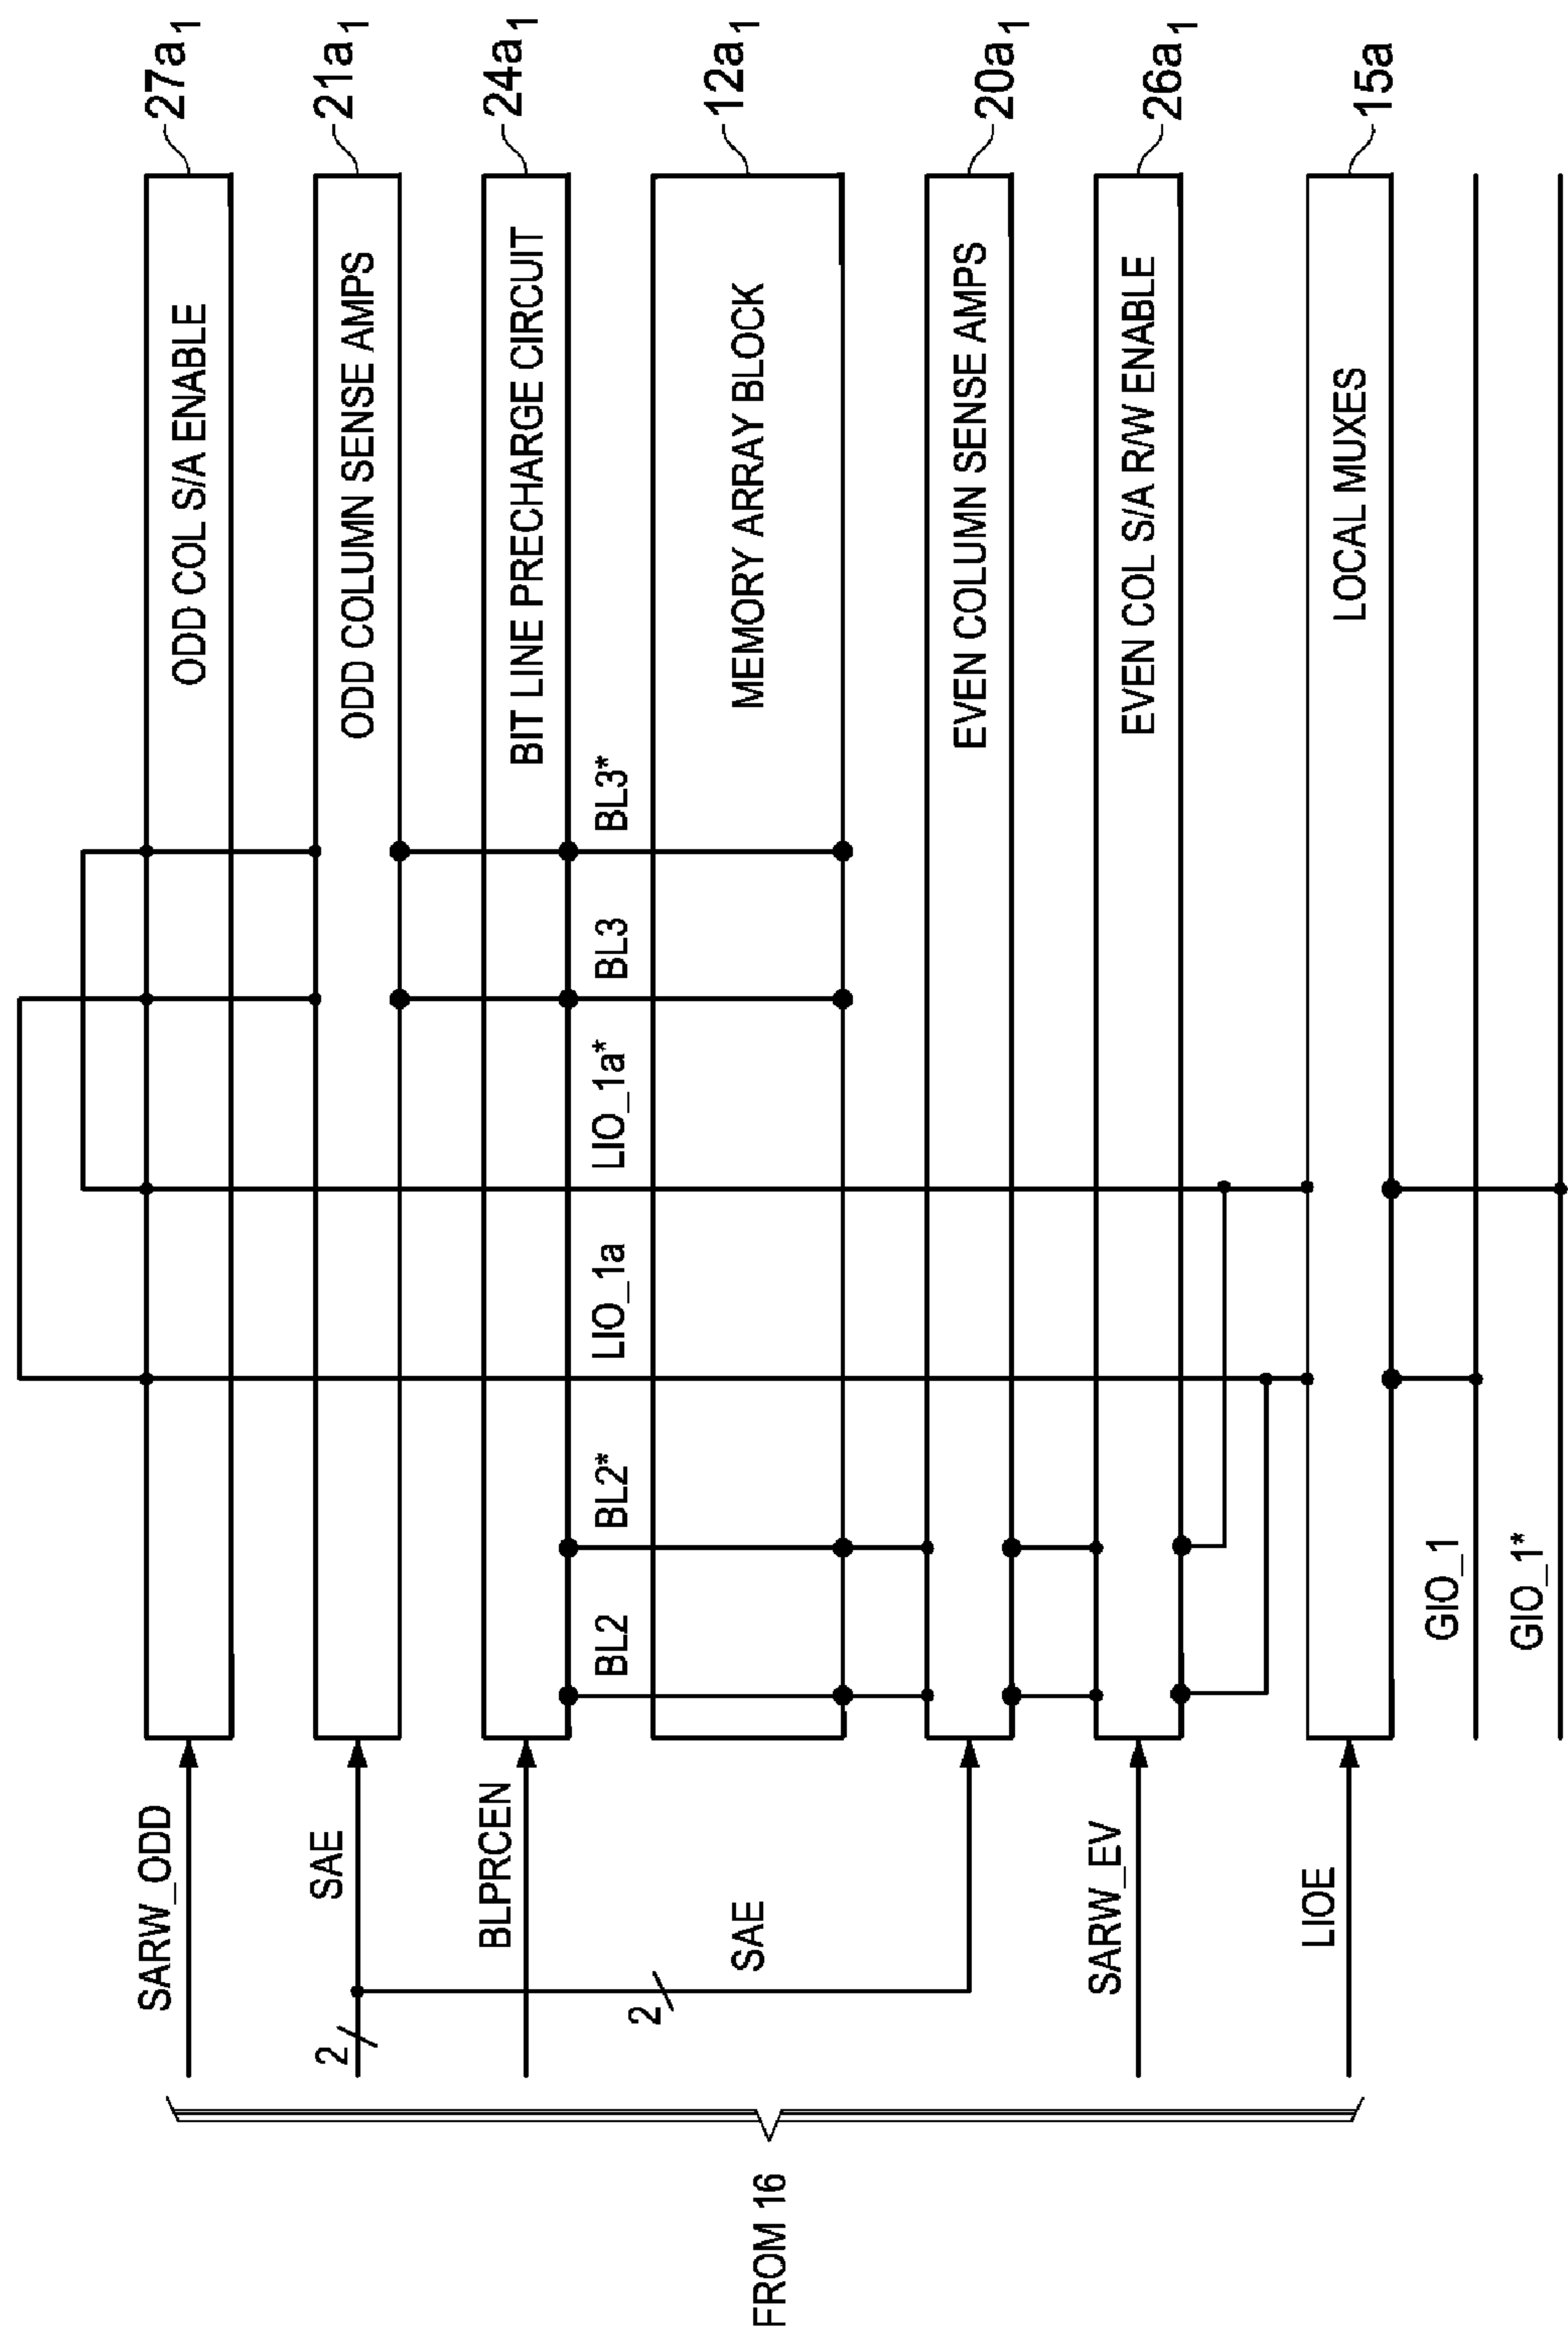 SARW_ODD
ODD COL S/A ENABLE
27a1
2
SAE
ODD COLUMN SENSE AMPS
21a1
BLPRCEN
BIT LINE PRECHARGE CIRCUIT
24a1
BL2
BL2*
LIO_1a
LIO_1a*
BL3
BL3*
2
SAE
MEMORY ARRAY BLOCK
12a1
FROM 16
EVEN COLUMN SENSE AMPS
20a1
SARW_EV
EVEN COL S/A R/W ENABLE
26a1
LIOE
LOCAL MUXES
15a
GIO_1
GIO_1*